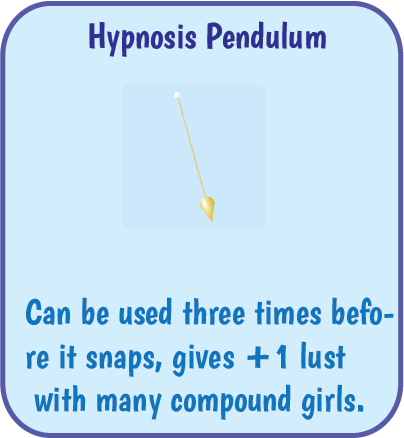 Hypnosis Pendulum
Can be used three times befo-
re it snaps, gives +1 lust
with many compound girls.